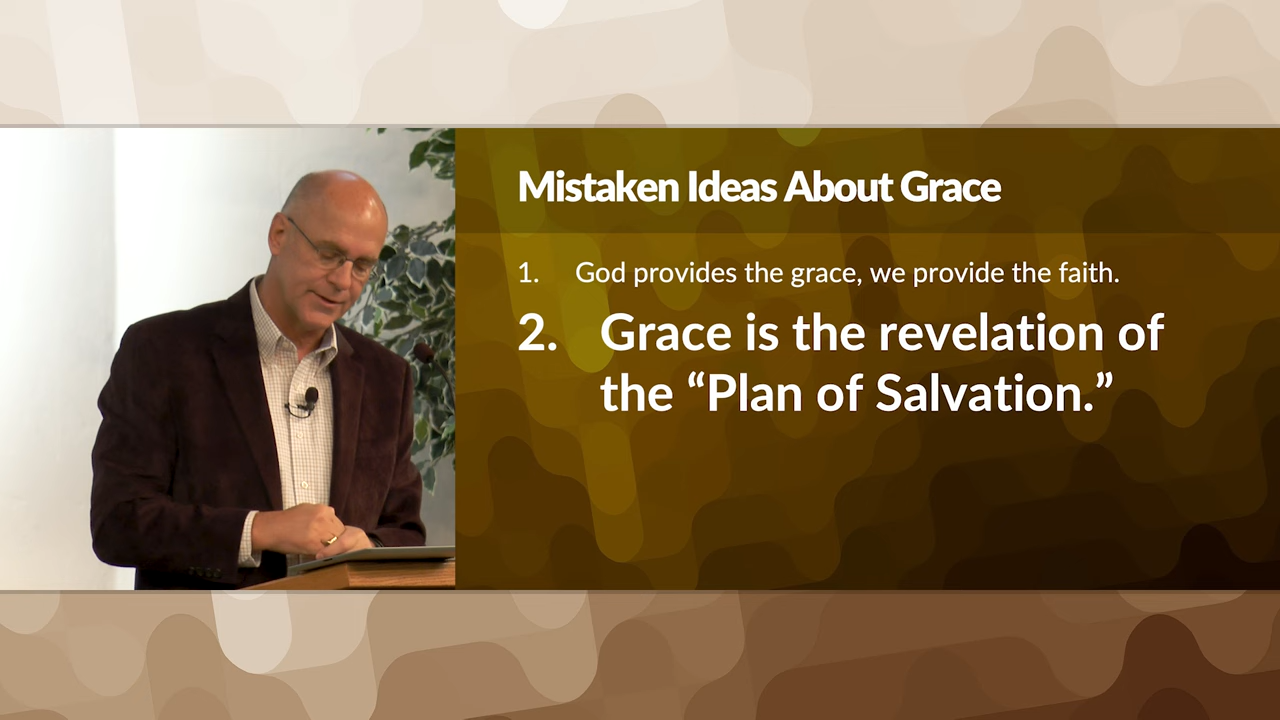 Mistaken Ideas About Grace
1. God provides the grace, we provide the faith.
2. Grace is the revelation of
the “Plan of Salvation.”